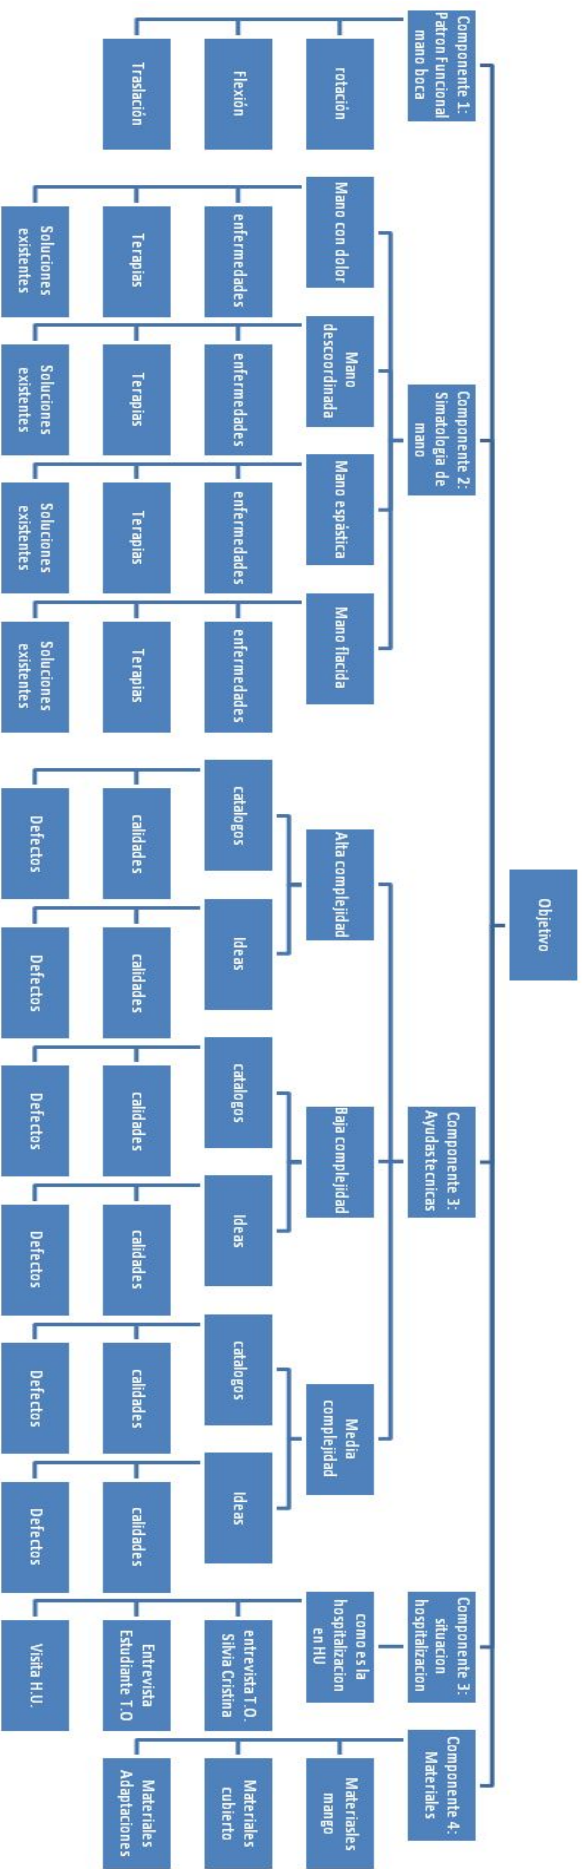 Objetivo
Componente 1:
Patron Funcional
mano boca
rotación
Flexión
Traslación
Componente 2:
Simatologia de
mano
Mano con dolor
enfermedades
Terapias
Soluciones
existentes
Mano
descoordinada
enfermedades
Terapias
Soluciones
existentes
Mano espástica
enfermedades
Terapias
Soluciones
existentes
Mano flacida
enfermedades
Terapias
Soluciones
existentes
Componente 3:
Ayudas tecnicas
Alta complejidad
catalogos
calidades
Defectos
Ideas
calidades
Defectos
Baja complejidad
catalogos
calidades
Defectos
Ideas
calidades
Defectos
Media
complejidad
catalogos
calidades
Defectos
Ideas
calidades
Defectos
Componente 3:
situacion
hospitalizacion
como es la
hospitalizacion
en HU
entrevista T.O.
Silvia Cristina
Entrevista
Estudiante T.O
Visita H.U.
Componente 4:
Materiales
Materiasles
mango
Materiales
cubierto
Materiales
Adaptaciones